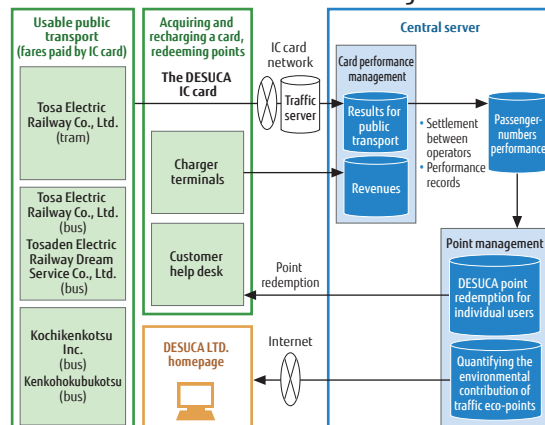 Usable public
transport
(fares paid by IC card)
Tosa Electric
Railway Co., Ltd.
(tram)
Tosa Electric
Railway Co., Ltd.
(bus)
Tosaden Electric
Railway Dream
Service Co., Ltd.
(bus)
Kochikenkotsu
Inc.
(bus)
Kenkohokubukotsu
(bus)
Acquiring and
recharging a card,
redeeming points
The DESUCA
IC card
Charger
terminals
Customer
help desk
DESUCA LTD.
homepage
IC card
network
Traffic
server
Point
redemption
Internet
Central server
Card performance
management
Results for
public
transport
Revenues
• Settlement
between
operators
• Performance
records
Passenger-
numbers
performance
Point management
DESUCA point
redemption for
individual users
Quantifying the
environmental
contribution of
traffic eco-points